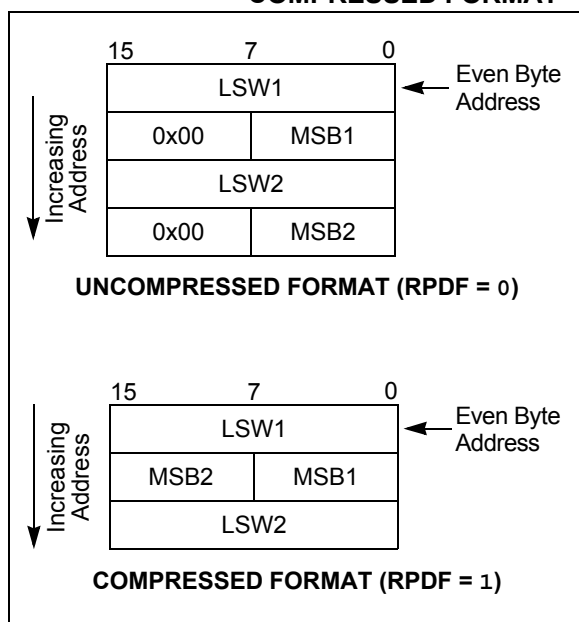 COMPRESSED FORMAT
15 7 0
LSW1
Even Byte
Address
0x00 MSB1
LSW2
0x00 MSB2
Increasing
Address
UNCOMPRESSED FORMAT (RPDF = 0)
15 7 0
LSW1
Even Byte
Address
MSB2 MSB1
LSW2
Increasing
Address
COMPRESSED FORMAT (RPDF = 1)